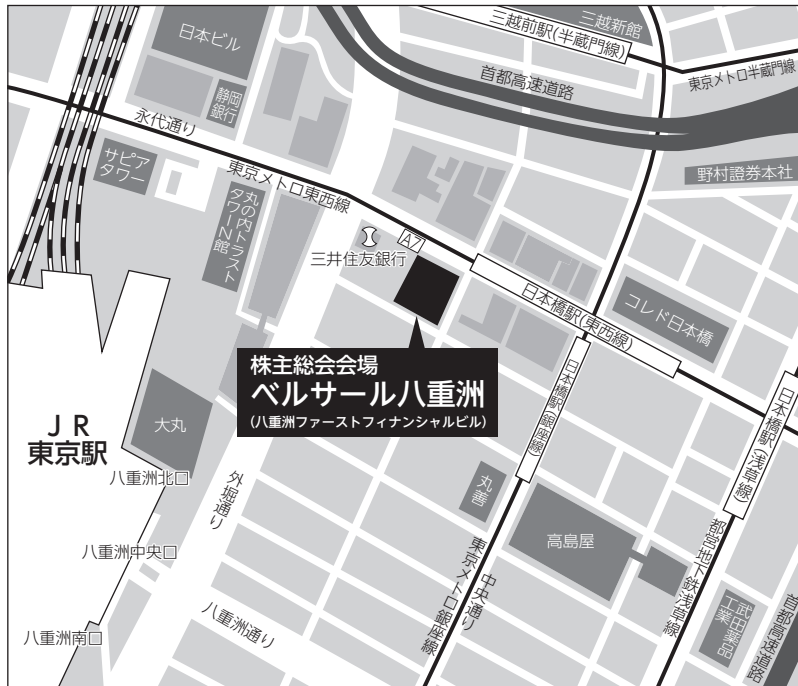 日本ビル
三越新館
三越前駅(半蔵門線)
東京メトロ半蔵門線
首都高速道路
静岡
銀行
永代通り
サピア
タワー
東京メトロ東西線
野村證券本社
丸の内トラスト
タワーN館
A7
三井住友銀行
日本橋駅(東西線)
コレド日本橋
株主総会会場
ベルサール八重洲
(八重洲ファーストフィナンシャルビル)
日本橋駅(銀座線)
日本橋駅(浅草線)
JR
東京駅
大丸
八重洲北口
外堀通り
丸善
高島屋
八重洲中央口
中央通り
東京メトロ銀座線
都営地下鉄浅草線
八重洲通り
八重洲南口
武田薬品
工業
首都高速道路